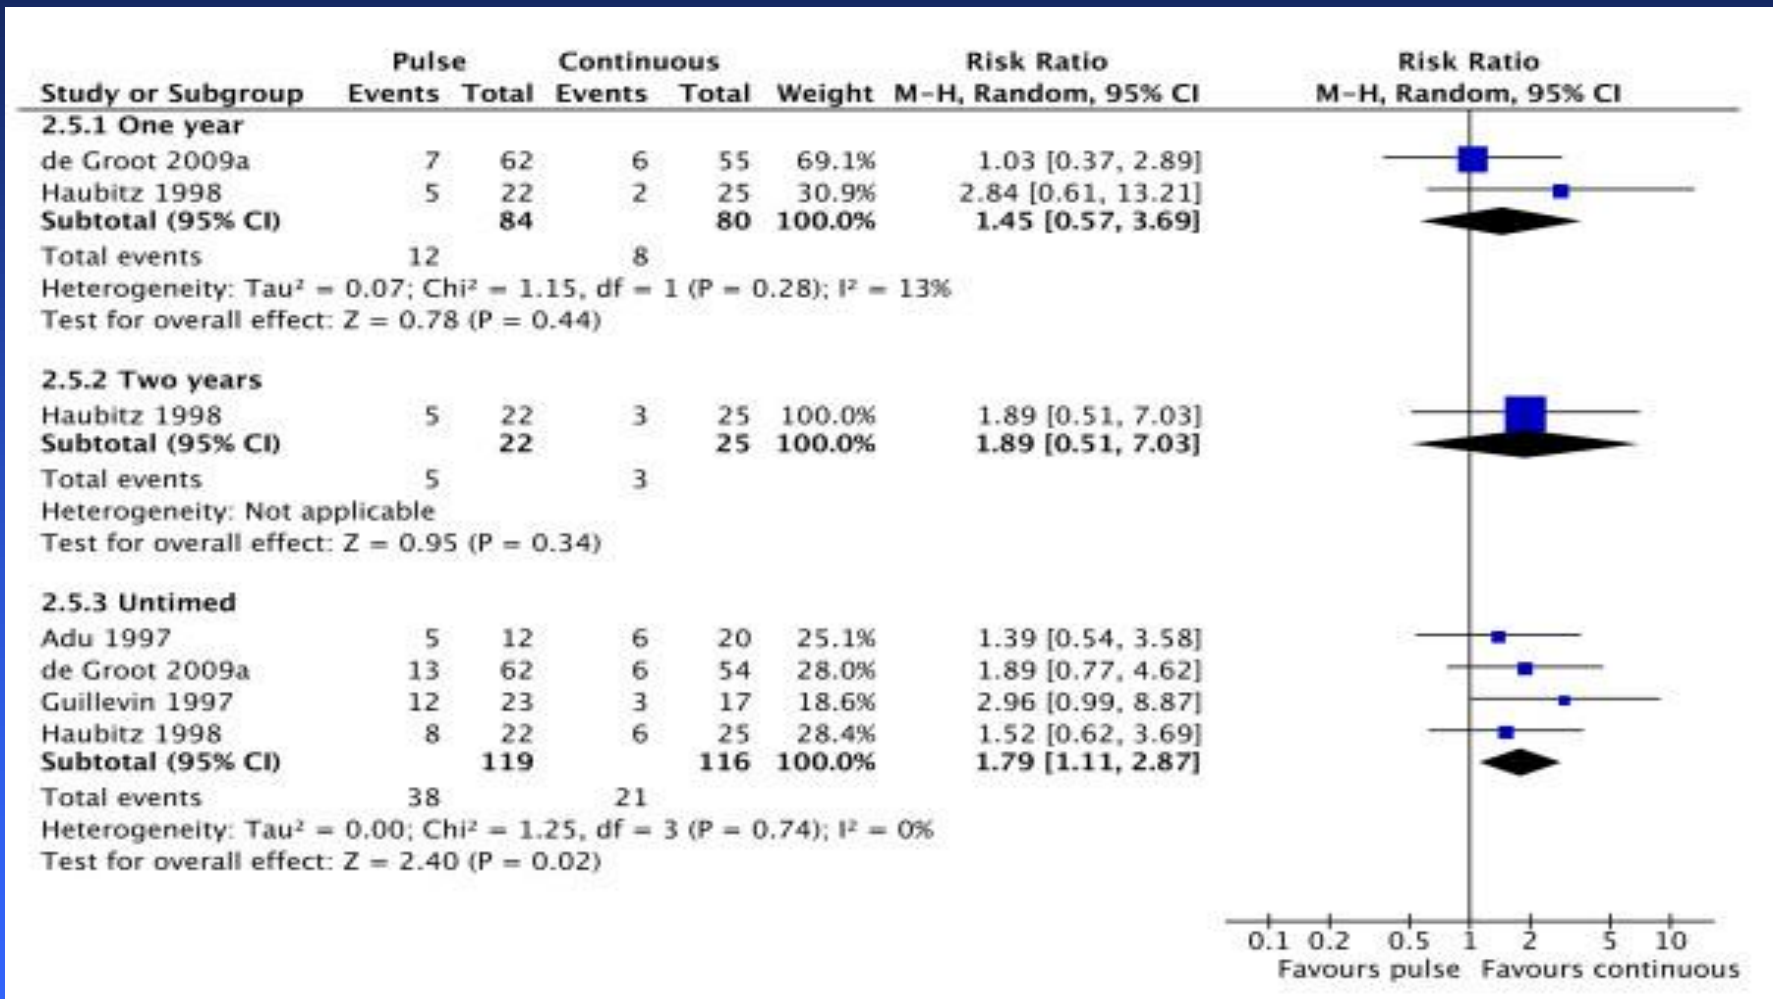 Pulse Continuous Risk Ratio Risk Ratio
Study or Subgroup Events Total Events Total Weight M-H, Random, 95% CI M-H, Random, 95% CI
2.5.1 One year
de Groot 2009a 7 62 6 55 69.1% 1.03 [0.37, 2.89]
Haubitz 1998 5 22 2 25 30.9% 2.84 [0.61, 13.21]
Subtotal (95% CI) 84 80 100.0% 1.45 [0.57, 3.69]
Total events 12 8
Heterogeneity: Tau² = 0.07; Chi² = 1.15, df = 1 (P = 0.28); I² = 13%
Test for overall effect: Z = 0.78 (P = 0.44)
2.5.2 Two years
Haubitz 1998 5 22 3 25 100.0% 1.89 [0.51, 7.03]
Subtotal (95% CI) 22 25 100.0% 1.89 [0.51, 7.03]
Total events 5 3
Heterogeneity: Not applicable
Test for overall effect: Z = 0.95 (P = 0.34)
2.5.3 Untimed
Adu 1997 5 12 6 20 25.1% 1.39 [0.54, 3.58]
de Groot 2009a 13 62 6 54 28.0% 1.89 [0.77, 4.62]
Guillevin 1997 12 23 3 17 18.6% 2.96 [0.99, 8.87]
Haubitz 1998 8 22 6 25 28.4% 1.52 [0.62, 3.69]
Subtotal (95% CI) 119 116 100.0% 1.79 [1.11, 2.87]
Total events 38 21
Heterogeneity: Tau² = 0.00; Chi² = 1.25, df = 3 (P = 0.74); I² = 0%
Test for overall effect: Z = 2.40 (P = 0.02)
0.1 0.2 0.5 1 2 5 10
Favours pulse Favours continuous